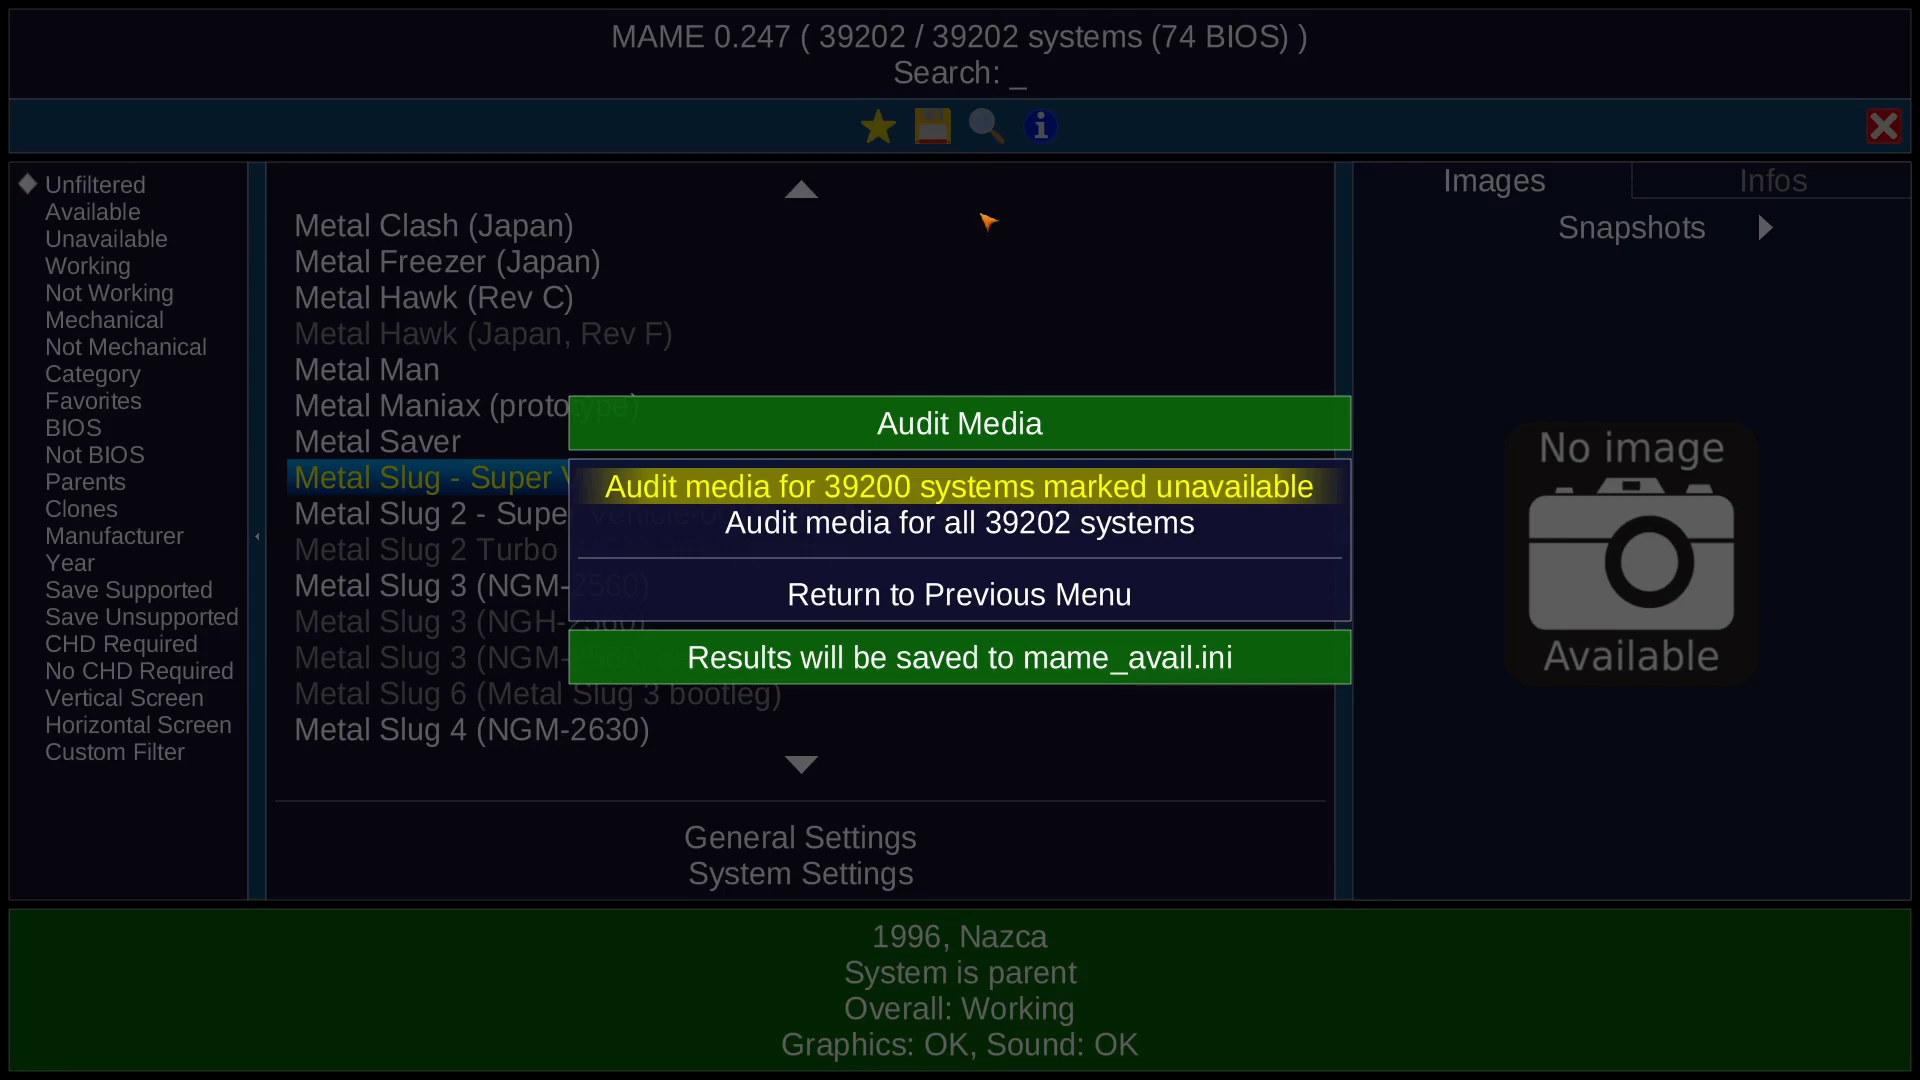 MAME 0.247 ( 39202 / 39202 systems (74 BIOS) )
Search: _
Unfiltered
Available
Unavailable
Working
Not Working
Mechanical
Not Mechanical
Category
Favorites
BIOS
Not BIOS
Parents
Clones
Manufacturer
Year
Save Supported
Save Unsupported
CHD Required
No CHD Required
Vertical Screen
Horizontal Screen
Custom Filter
Metal Clash (Japan)
Metal Freezer (Japan)
Metal Hawk (Rev C)
Metal Hawk (Japan, Rev F)
Metal Man
Metal Maniax (prototype)
Metal Saver
Metal Slug - Super
Metal Slug 2 - Super
Metal Slug 2 Turbo
Metal Slug 3 (NGM-2560)
Metal Slug 3 (NGH-2560)
Metal Slug 3 (NGM-
Metal Slug 6 (Metal Slug 3 bootleg)
Metal Slug 4 (NGM-2630)
General Settings
System Settings
Audit Media
Audit media for 39200 systems marked unavailable
Audit media for all 39202 systems
Return to Previous Menu
Results will be saved to mame_avail.ini
Images
Infos
Snapshots
No image
Available
1996, Nazca
System is parent
Overall: Working
Graphics: OK, Sound: OK